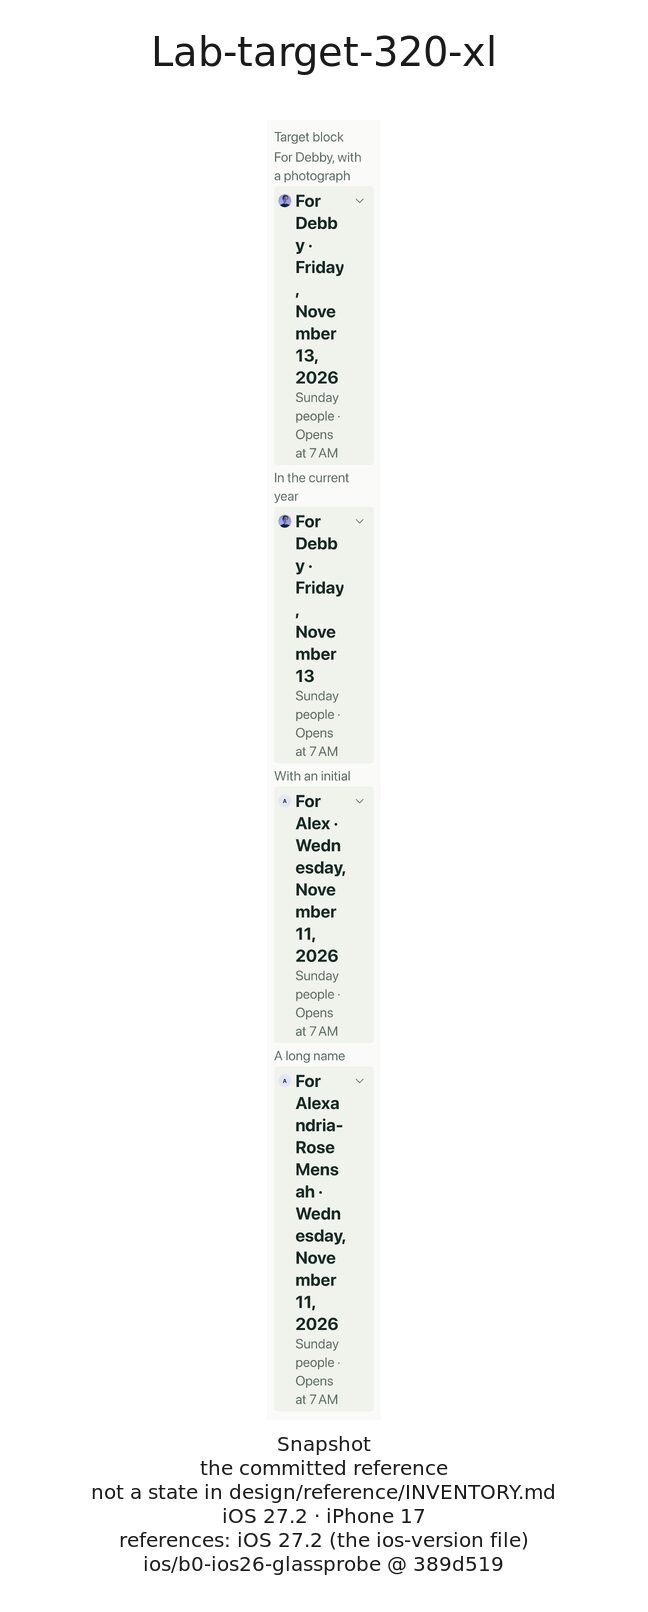 Lab-target-320-xl
Target block
For Debby, with
a photograph
For
Debb
y ·
Friday
,
Nove
mber
13,
2026
Sunday
people ·
Opens
at 7 AM
In the current
year
For
Debb
y ·
Friday
,
Nove
mber
13
Sunday
people ·
Opens
at 7 AM
With an initial
A
For
Alex ·
Wedn
esday,
Nove
mber
11,
2026
Sunday
people ·
Opens
at 7 AM
A long name
A
For
Alexa
ndria-
Rose
Mens
ah ·
Wedn
esday,
Nove
mber
11,
2026
Sunday
people ·
Opens
at 7 AM
Snapshot
the committed reference
not a state in design/reference/INVENTORY.md
iOS 27.2 · iPhone 17
references: iOS 27.2 (the ios-version file)
ios/b0-ios26-glassprobe @ 389d519